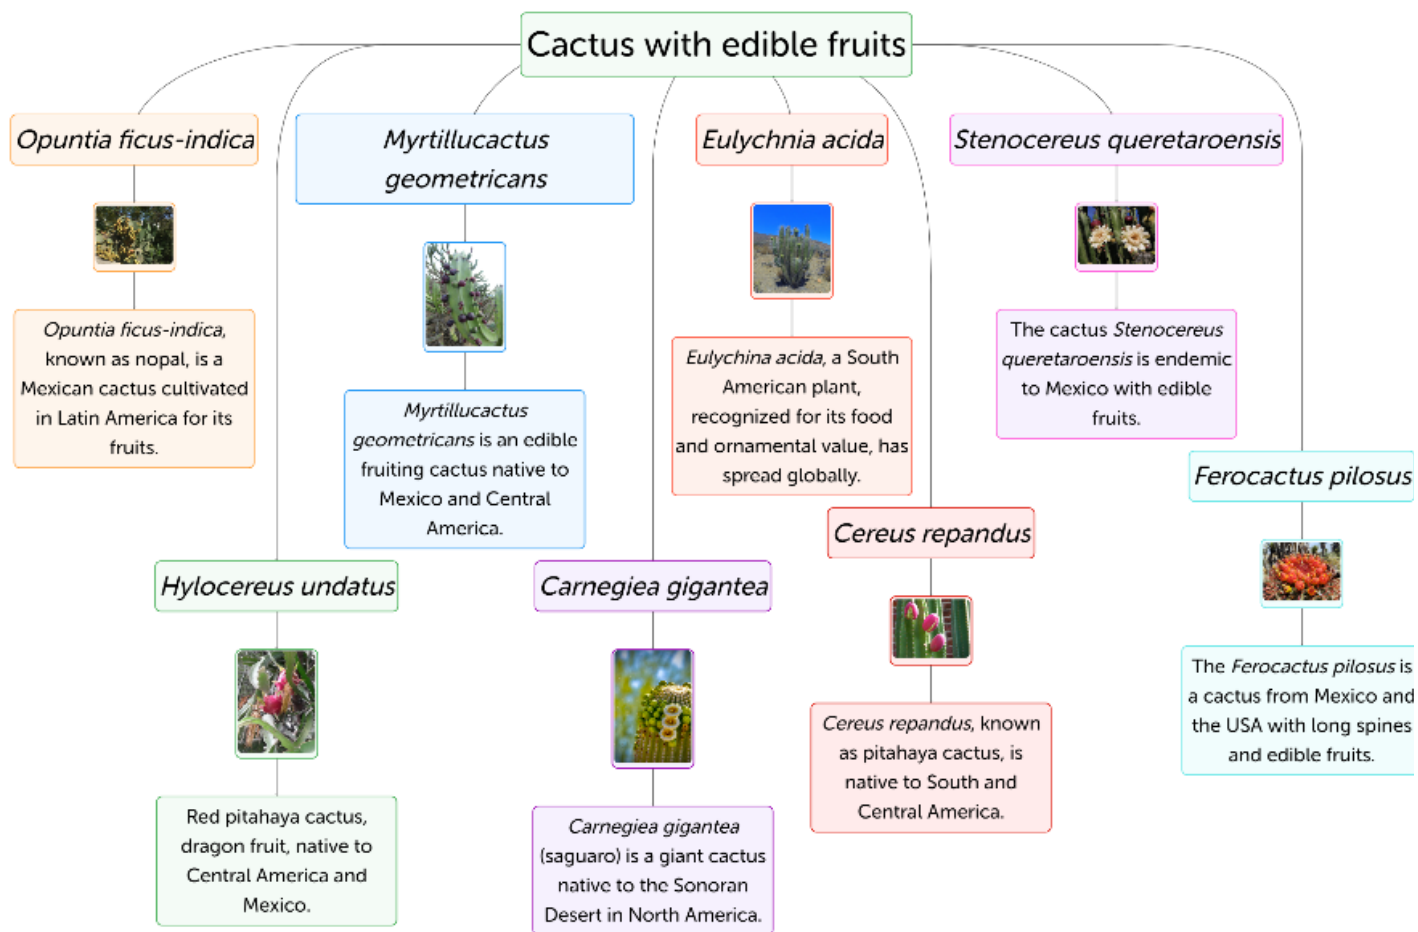 Cactus with edible fruits
Opuntia ficus-indica
Opuntia ficus-indica,
known as nopal, is a
Mexican cactus cultivated
in Latin America for its
fruits.
Hylocereus undatus
Red pitahaya cactus,
dragon fruit, native to
Central America and
Mexico.
Myrtillucactus
geometricans
Myrtillucactus
geometricans is an edible
fruiting cactus native to
Mexico and Central
America.
Carnegiea gigantea
Carnegiea gigantea
(saguaro) is a giant cactus
native to the Sonoran
Desert in North America.
Eulychnia acida
Eulychina acida, a South
American plant,
recognized for its food
and ornamental value, has
spread globally.
Cereus repandus
Cereus repandus, known
as pitahaya cactus, is
native to South and
Central America.
Stenocereus queretaroensis
The cactus Stenocereus
queretaroensis is endemic
to Mexico with edible
fruits.
Ferocactus pilosus
The Ferocactus pilosus is
a cactus from Mexico and
the USA with long spines
and edible fruits.